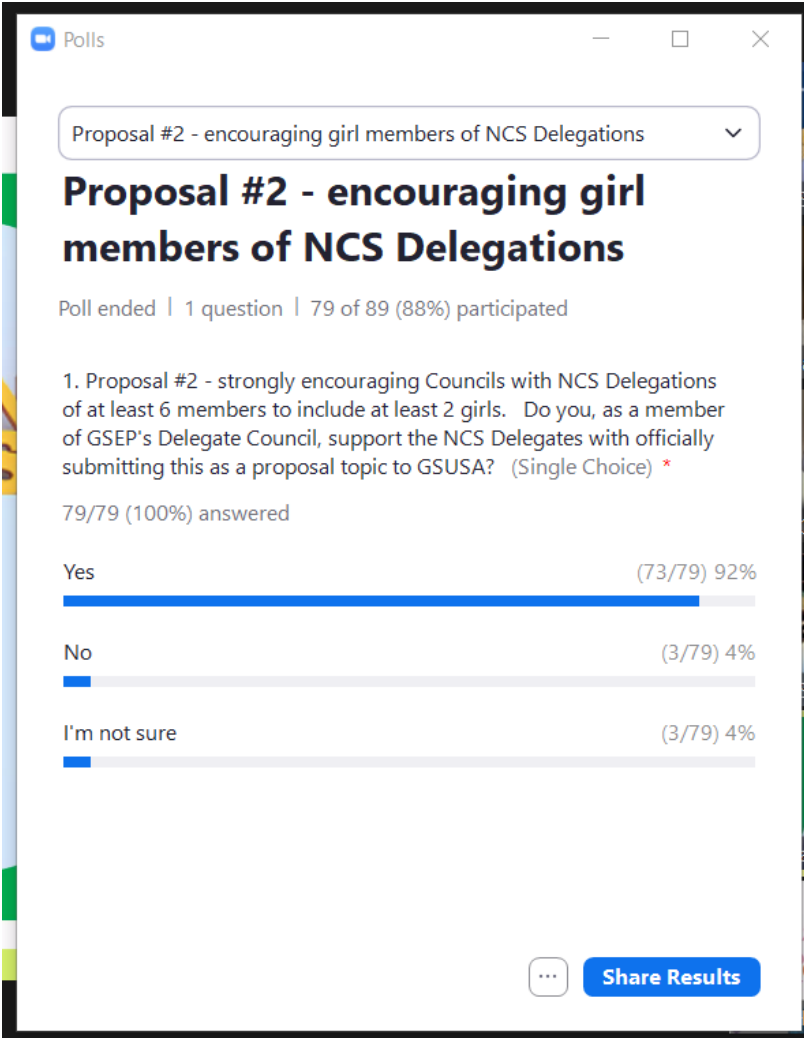 Polls
Proposal #2 - encouraging girl members of NCS Delegations
Proposal #2 - encouraging girl
members of NCS Delegations
Poll ended | 1 question | 79 of 89 (88%) participated
1. Proposal #2 - strongly encouraging Councils with NCS Delegations
of at least 6 members to include at least 2 girls.   Do you, as a member
of GSEP's Delegate Council, support the NCS Delegates with officially
submitting this as a proposal topic to GSUSA?   (Single Choice) *
79/79 (100%) answered
Yes (73/79) 92%
No (3/79) 4%
I'm not sure (3/79) 4%
... Share Results